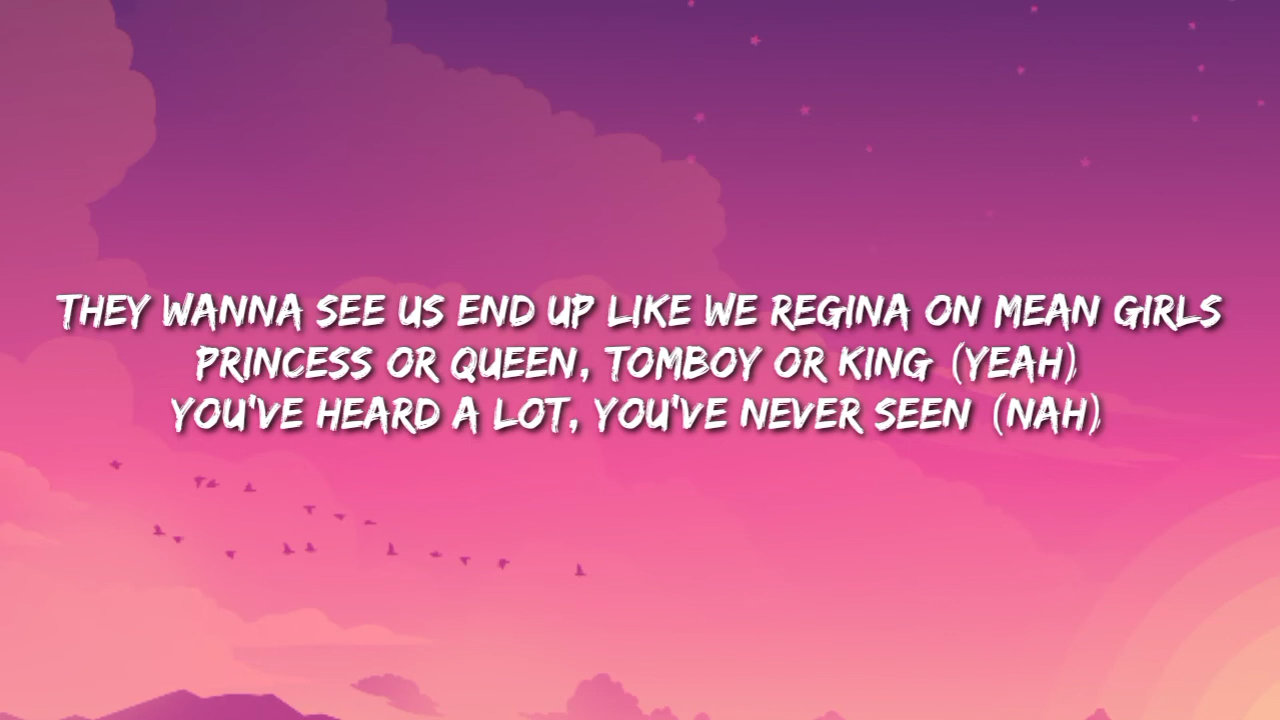 THEY WANNA SEE US END UP LIKE WE REGINA ON MEAN GIRLS
PRINCESS OR QUEEN, TOMBOY OR KING (YEAH)
YOU'VE HEARD A LOT, YOU'VE NEVER SEEN (NAH)